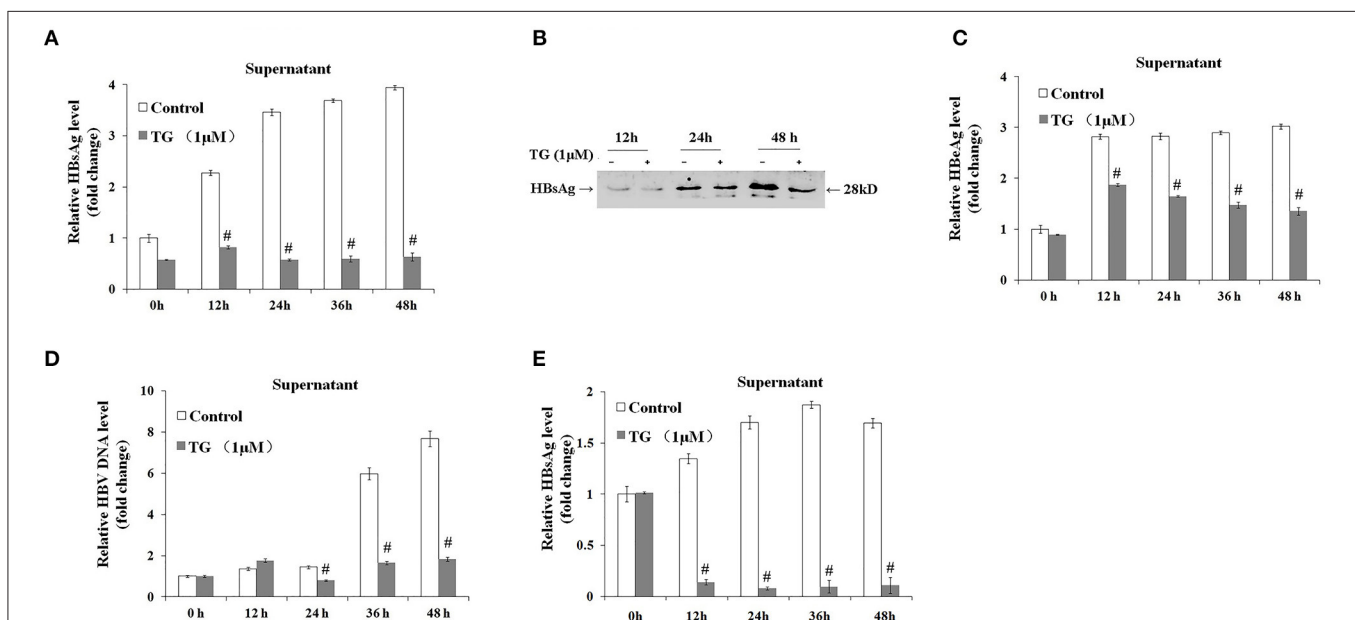 A
Supernatant
Relative HBsAg level
(fold change)
4
3
2
1
0
Control
TG （1μM）
#
#
#
#
0h
12h
24h
36h
48h
B
12h
24h
48 h
TG (1μM)
–
+
–
+
–
+
HBsAg →
← 28kD
C
Supernatant
Relative HBeAg level
(fold change)
4
3
2
1
0
Control
TG （1μM）
#
#
#
#
0 h
12 h
24 h
36 h
48 h
D
Supernatant
Relative HBV DNA level
(fold change)
10
8
6
4
2
0
Control
TG （1μM）
#
#
#
0 h
12 h
24 h
36 h
48 h
E
Supernatant
Relative HBsAg level
(fold change)
2
1.5
1
0.5
0
Control
TG （1μM）
#
#
#
#
0h
12h
24h
36h
48h